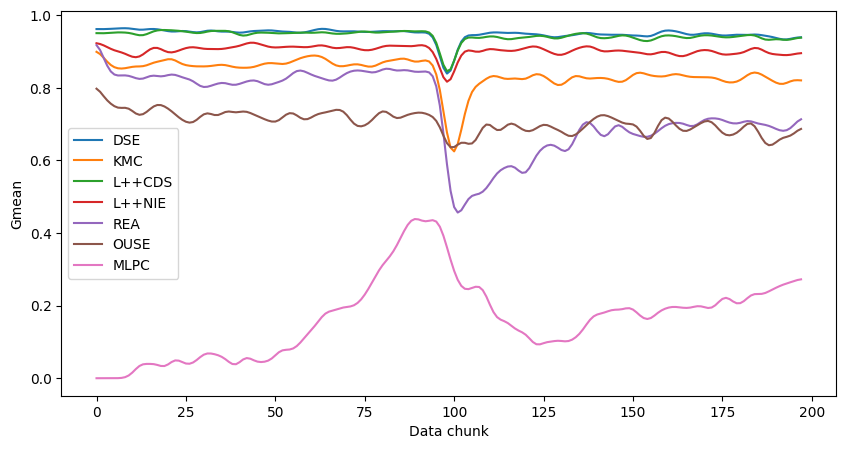 1.0
0.8
0.6
0.4
0.2
0.0
Gmean
DSE
KMC
L++CDS
L++NIE
REA
OUSE
MLPC
0 25 50 75 100 125 150 175 200
Data chunk